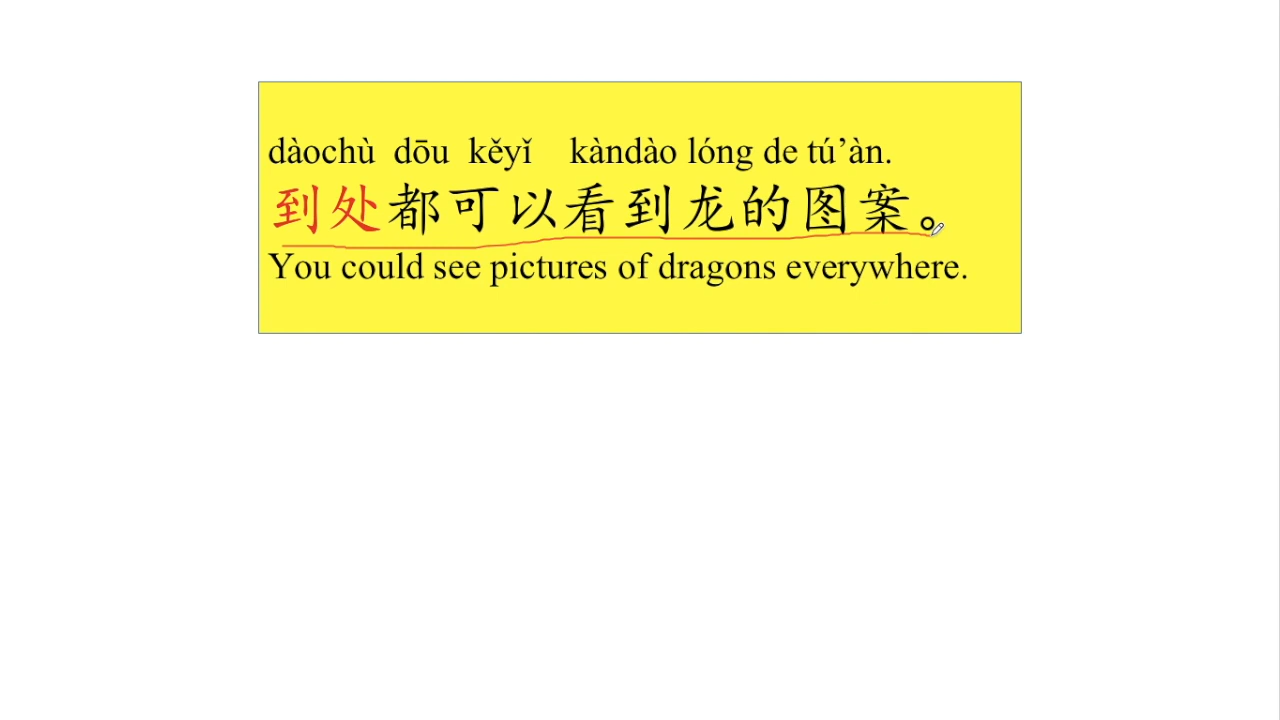 dàochù dōu kěyǐ kàndào lóng de tú’àn.
到处都可以看到龙的图案。
You could see pictures of dragons everywhere.